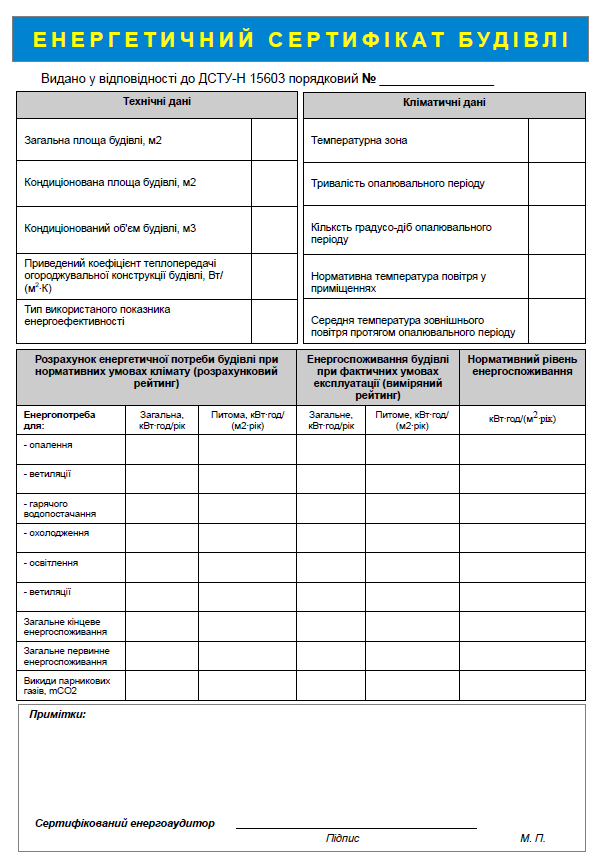 ЕНЕРГЕТИЧНИЙ СЕРТИФІКАТ БУДІВЛІ
Видано у відповідності до ДСТУ-Н 15603 порядковий № _______________
Технічні дані
Загальна площа будівлі, м2
Кондиціонована площа будівлі, м2
Кондиціонований об'єм будівлі, м3
Приведений коефіцієнт теплопередачі
огороджувальної конструкції будівлі, Вт/
(м²·К)
Тип використаного показника
енергоефективності
Кліматичні дані
Температурна зона
Тривалість опалювального періоду
Кількcть градусо-діб опалювального
періоду
Нормативна температура повітря у
приміщеннях
Середня температура зовнішнього
повітря протягом опалювального періоду
Розрахунок енергетичної потреби будівлі при
нормативних умовах клімату (розрахунковий
рейтинг)
Енергоспоживання будівлі
при фактичних умовах
експлуатації (виміряний
рейтинг)
Нормативний рівень
енергоспоживання
Енергопотреба
для:
Загальна,
кВт·год/рік
Питома, кВт·год/
(м2·рік)
Загальне,
кВт·год/рік
Питоме, кВт·год/
(м2·рік)
кВт·год/(м²·рік)
- опалення
- ветиляції
- гарячого
водопостачання
- охолодження
- освітлення
- ветиляції
Загальне кінцеве
енергоспоживання
Загальне первинне
енергоспоживання
Викиди парникових
газів, mCO2
Примітки:
Сертифікований енергоаудитор
Підпис
М. П.